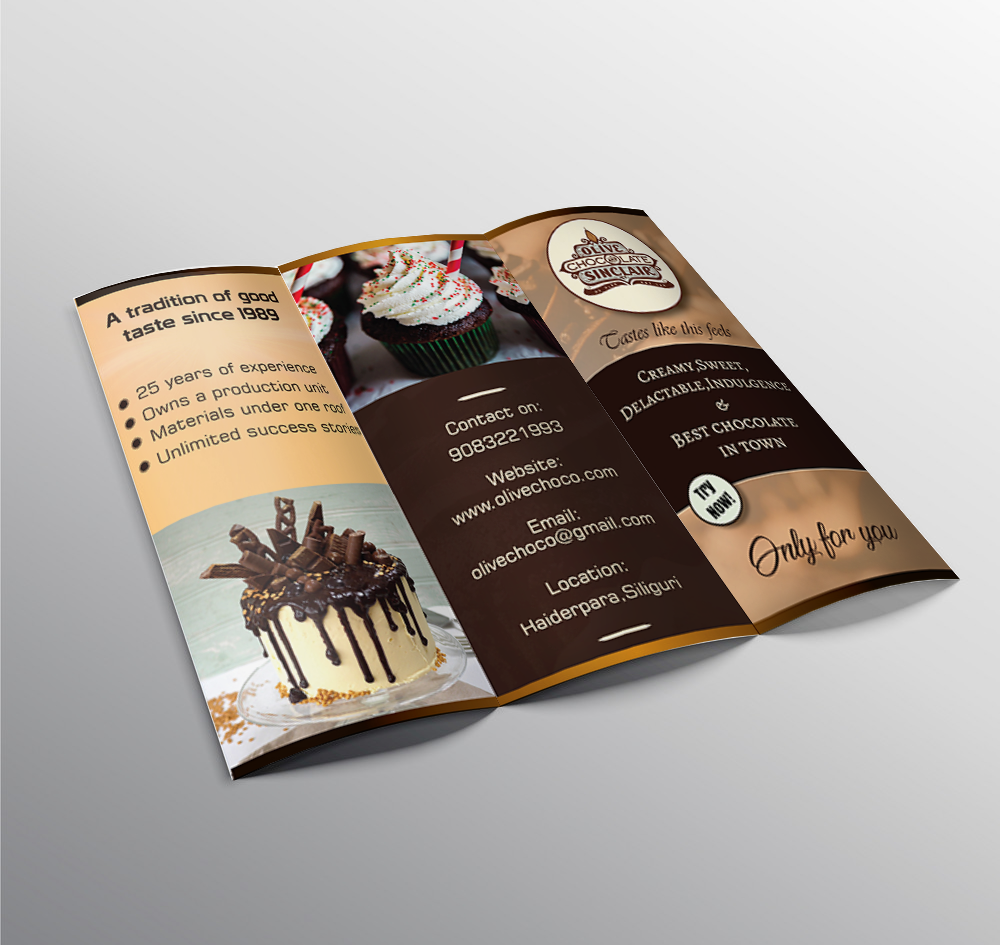 A tradition of good
taste since 1989
25 years of experience
Owns a production unit
Materials under one roof
Unlimited success stories
Contact on:
9083221993
Website:
www.olivechoco.com
Email:
olivechoco@gmail.com
Location:
Haiderpara,Siliguri
OLIVE
CHOCOLATE
SINCLAIR
Tastes like this feels
Creamy,Sweet,
Delactable,Indulgence
&
Best chocolate
in town
Try
Now!
Only for you